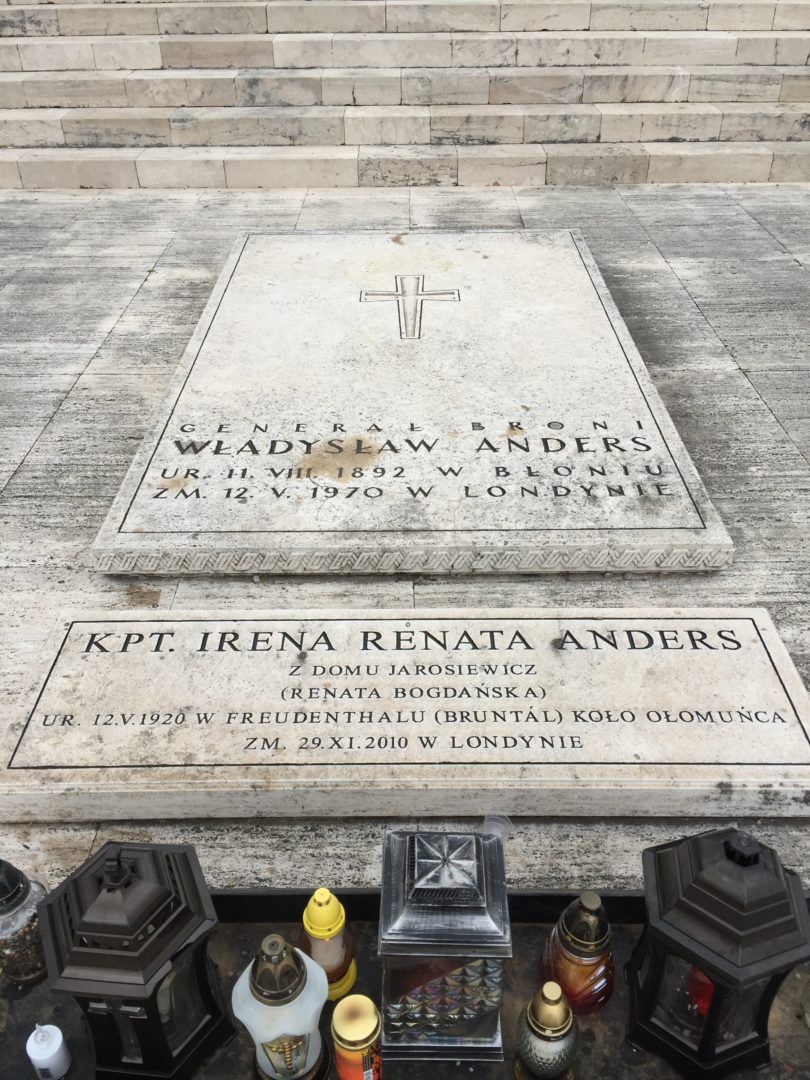 GENERAŁ BRONI
WŁADYSŁAW ANDERS
UR. 11. VIII. 1892 W BŁONIU
ZM. 12. V. 1970 W LONDYNIE
KPT. IRENA RENATA ANDERS
Z DOMU JAROSIEWICZ
(RENATA BOGDAŃSKA)
UR. 12.V.1920 W FREUDENTHALU (BRUNTÁL) KOŁO OŁOMUŃCA
ZM. 29.XI.2010 W LONDYNIE